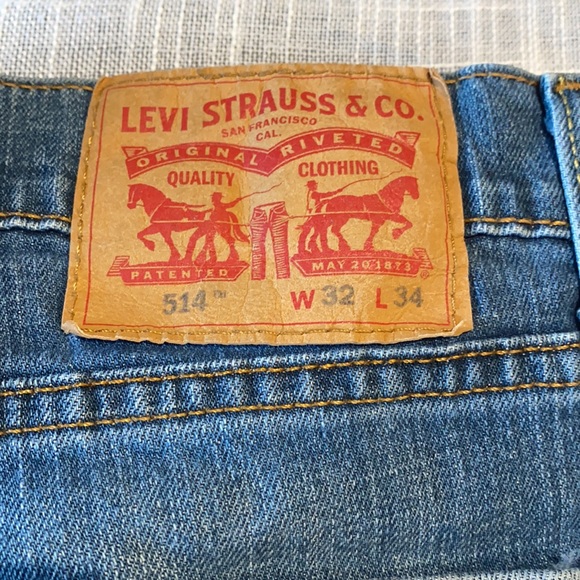 LEVI STRAUSS & CO.
SAN FRANCISCO
CAL.
ORIGINAL RIVETED
QUALITY CLOTHING
PATENTED MAY 20 1873
514™ W 32 L 34